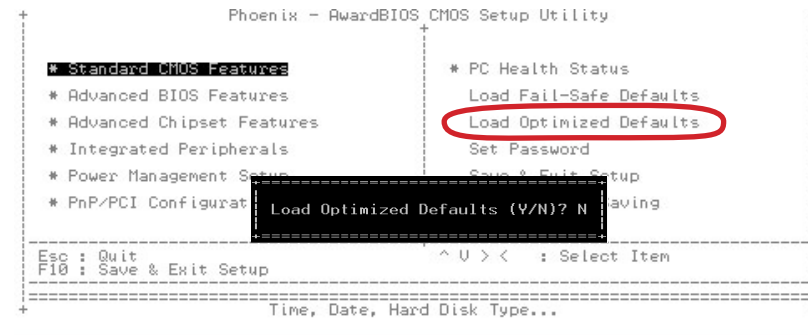 Phoenix - AwardBIOS CMOS Setup Utility
* Standard CMOS Features
* Advanced BIOS Features
* Advanced Chipset Features
* Integrated Peripherals
* Power Management Setup
* PnP/PCI Configurat
* PC Health Status
Load Fail-Safe Defaults
Load Optimized Defaults
Set Password
Save & Exit Setup
aving
Load Optimized Defaults (Y/N)? N
Esc : Quit
F10 : Save & Exit Setup
^ V > < : Select Item
Time, Date, Hard Disk Type...